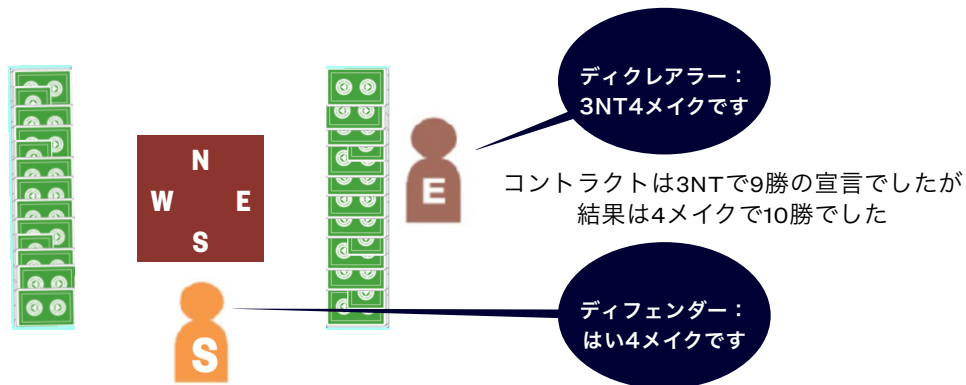 ディクレアラー：
3NT4メイクです
N
W E
S
E
コントラクトは3NTで9勝の宣言でしたが
結果は4メイクで10勝でした
ディフェンダー：
はい4メイクです
S